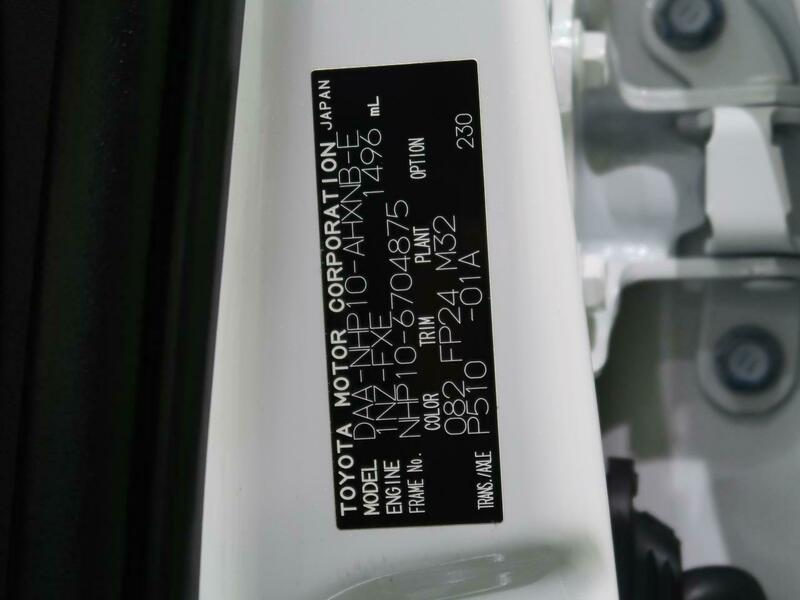 TOYOTA MOTOR CORPORATION JAPAN
MODEL DAA-NHP10-AHXNB-E
ENGINE 1NZ-FXE 1496 mL
FRAME No. NHP10-6704875
COLOR TRIM PLANT OPTION
082 FP24 M32 230
TRANS./AXLE P510 -01A